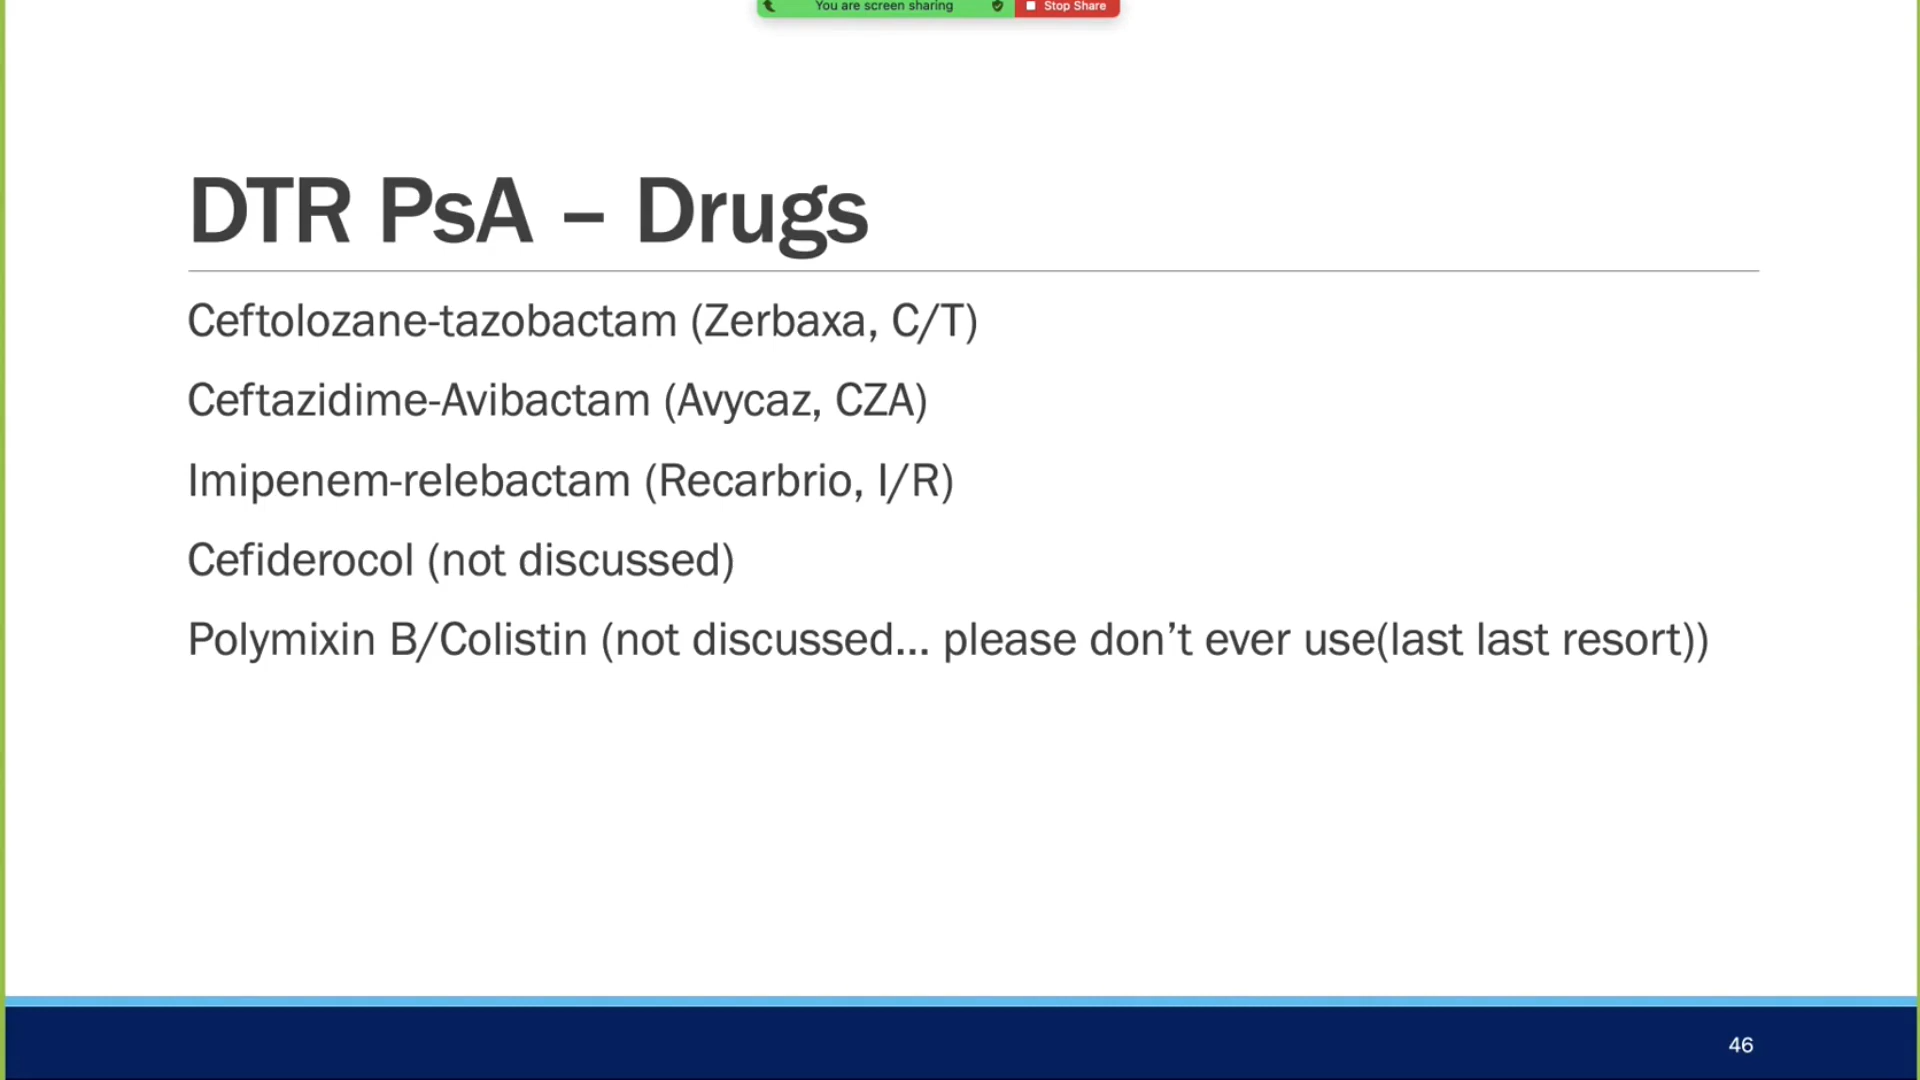 You are screen sharing
Stop Share
DTR PsA – Drugs
Ceftolozane-tazobactam (Zerbaxa, C/T)
Ceftazidime-Avibactam (Avycaz, CZA)
Imipenem-relebactam (Recarbrio, I/R)
Cefiderocol (not discussed)
Polymixin B/Colistin (not discussed... please don’t ever use(last last resort))
46